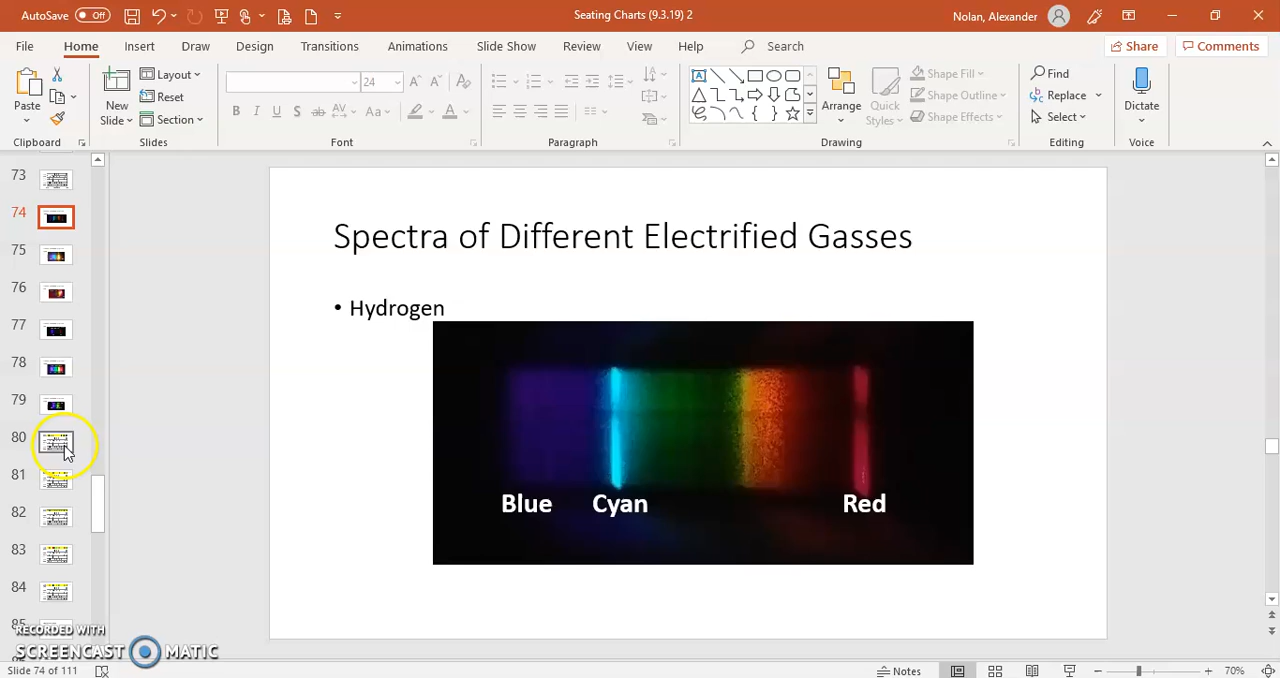 AutoSave Off Seating Charts (9.3.19) 2 Nolan, Alexander
File Home Insert Draw Design Transitions Animations Slide Show Review View Help Search Share Comments
Paste New Slide Layout Reset Section 24 Arrange Quick Styles Shape Fill Shape Outline Shape Effects Find Replace Select Dictate
B I U S ab AV Aa A
Clipboard Slides Font Paragraph Drawing Editing Voice
73
74
75
76
77
78
79
80
81
82
83
84
85
Spectra of Different Electrified Gasses
• Hydrogen
Blue Cyan Red
RECORDED WITH
SCREENCAST MATIC
Slide 74 of 111 Notes 70%